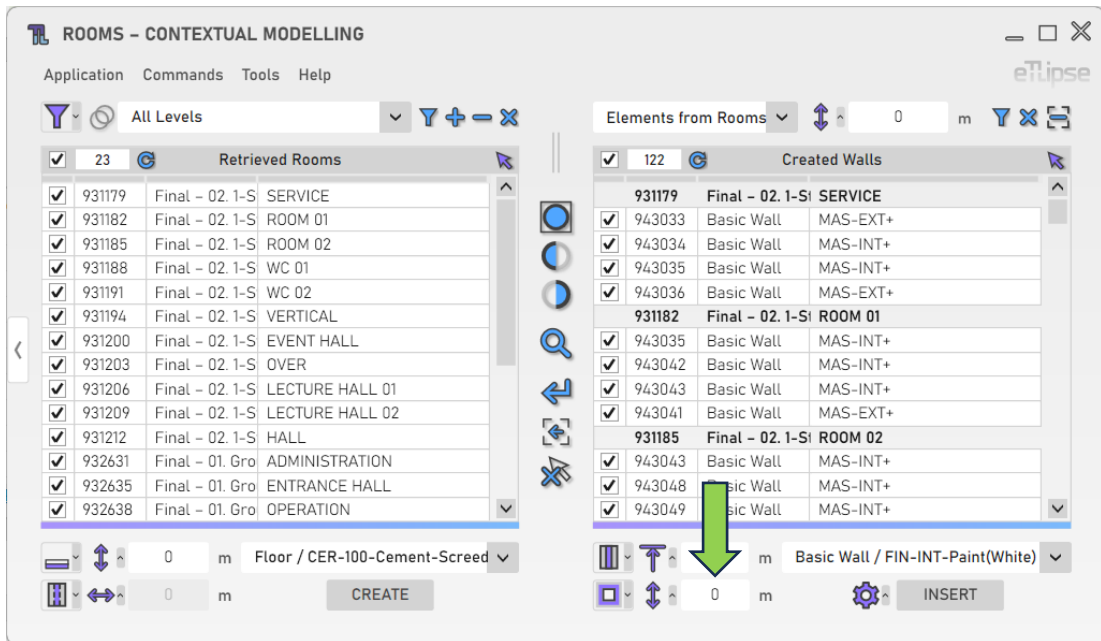 ROOMS – CONTEXTUAL MODELLING
Application Commands Tools Help
eTLipse
All Levels
Elements from Rooms 0 m
23 Retrieved Rooms
122 Created Walls
931179 Final – 02. 1-S SERVICE
931182 Final – 02. 1-S ROOM 01
931185 Final – 02. 1-S ROOM 02
931188 Final – 02. 1-S WC 01
931191 Final – 02. 1-S WC 02
931194 Final – 02. 1-S VERTICAL
931200 Final – 02. 1-S EVENT HALL
931203 Final – 02. 1-S OVER
931206 Final – 02. 1-S LECTURE HALL 01
931209 Final – 02. 1-S LECTURE HALL 02
931212 Final – 02. 1-S HALL
932631 Final – 01. Gro ADMINISTRATION
932635 Final – 01. Gro ENTRANCE HALL
932638 Final – 01. Gro OPERATION
931179 Final – 02. 1-St SERVICE
943033 Basic Wall MAS-EXT+
943034 Basic Wall MAS-INT+
943035 Basic Wall MAS-INT+
943036 Basic Wall MAS-EXT+
931182 Final – 02. 1-St ROOM 01
943035 Basic Wall MAS-INT+
943042 Basic Wall MAS-INT+
943043 Basic Wall MAS-INT+
943041 Basic Wall MAS-EXT+
931185 Final – 02. 1-St ROOM 02
943043 Basic Wall MAS-INT+
943048 Basic Wall MAS-INT+
943049 Wall MAS-INT+
0 m Floor / CER-100-Cement-Screed
0 m CREATE
m Basic Wall / FIN-INT-Paint(White)
0 m INSERT